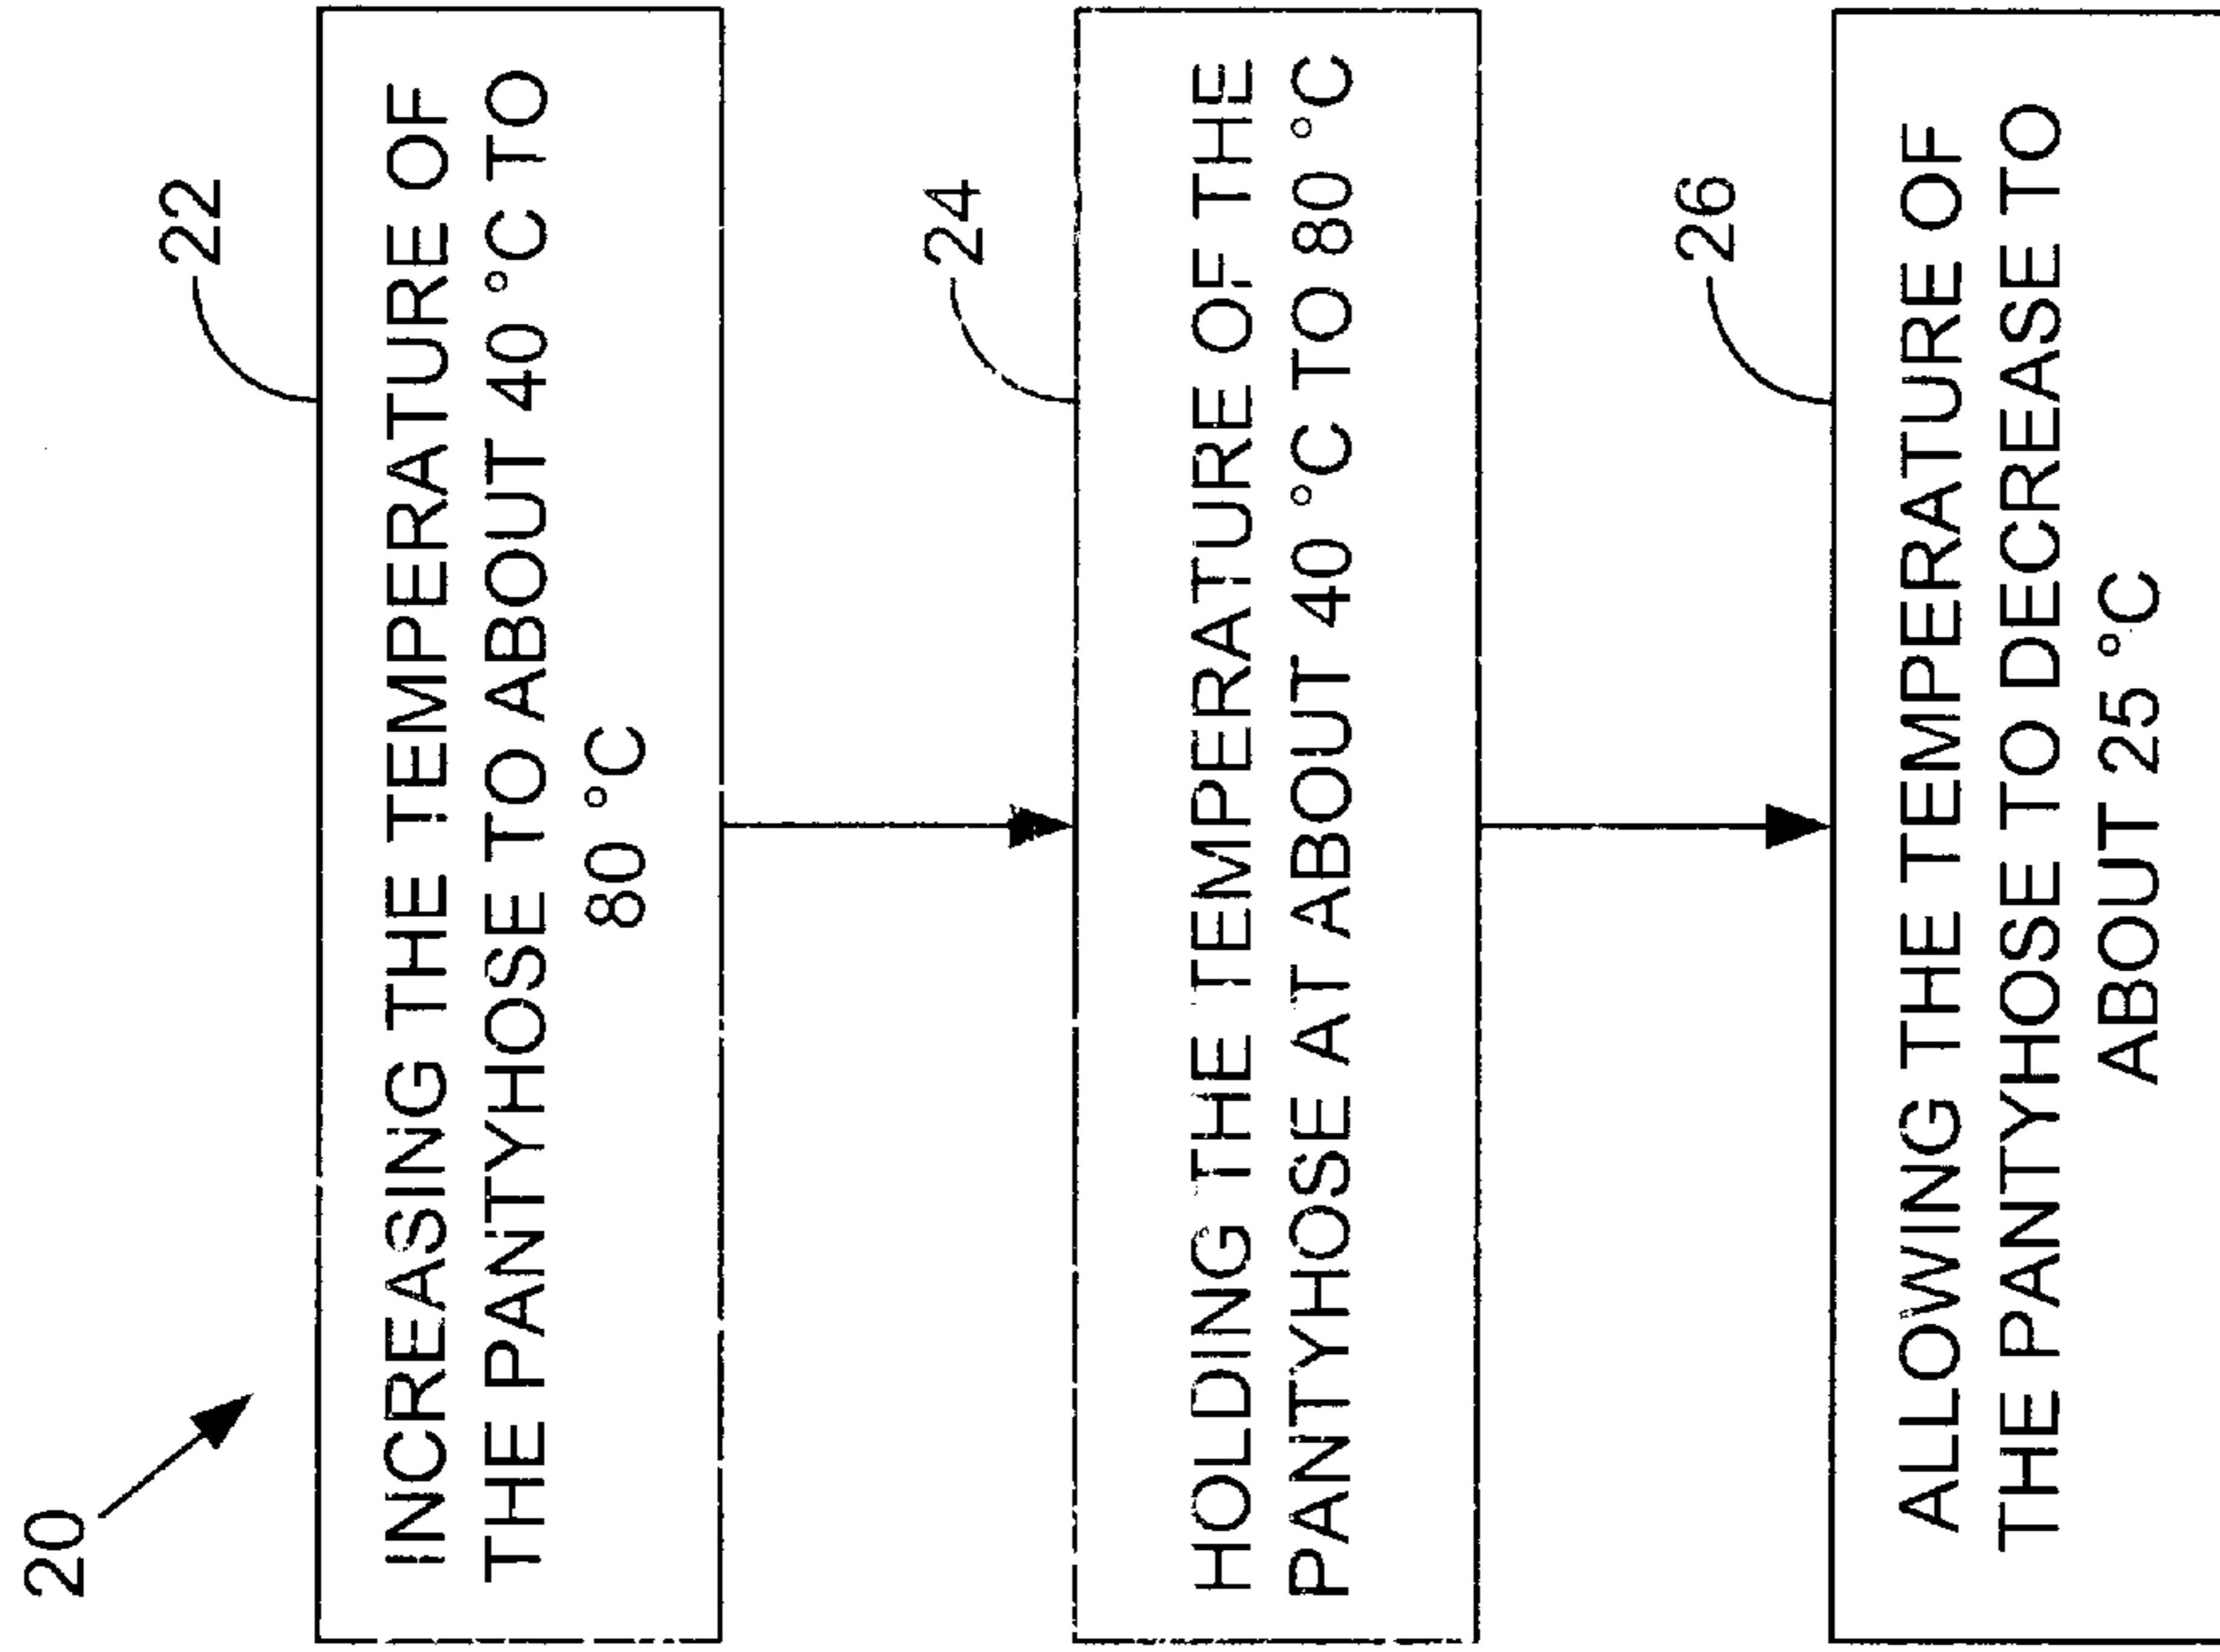 20
22
INCREASING THE TEMPERATURE OF
THE PANTYHOSE TO ABOUT 40 °C TO
80 °C
24
HOLDING THE TEMPERATURE OF THE
PANTYHOSE AT ABOUT 40 °C TO 80 °C
26
ALLOWING THE TEMPERATURE OF
THE PANTYHOSE TO DECREASE TO
ABOUT 25 °C